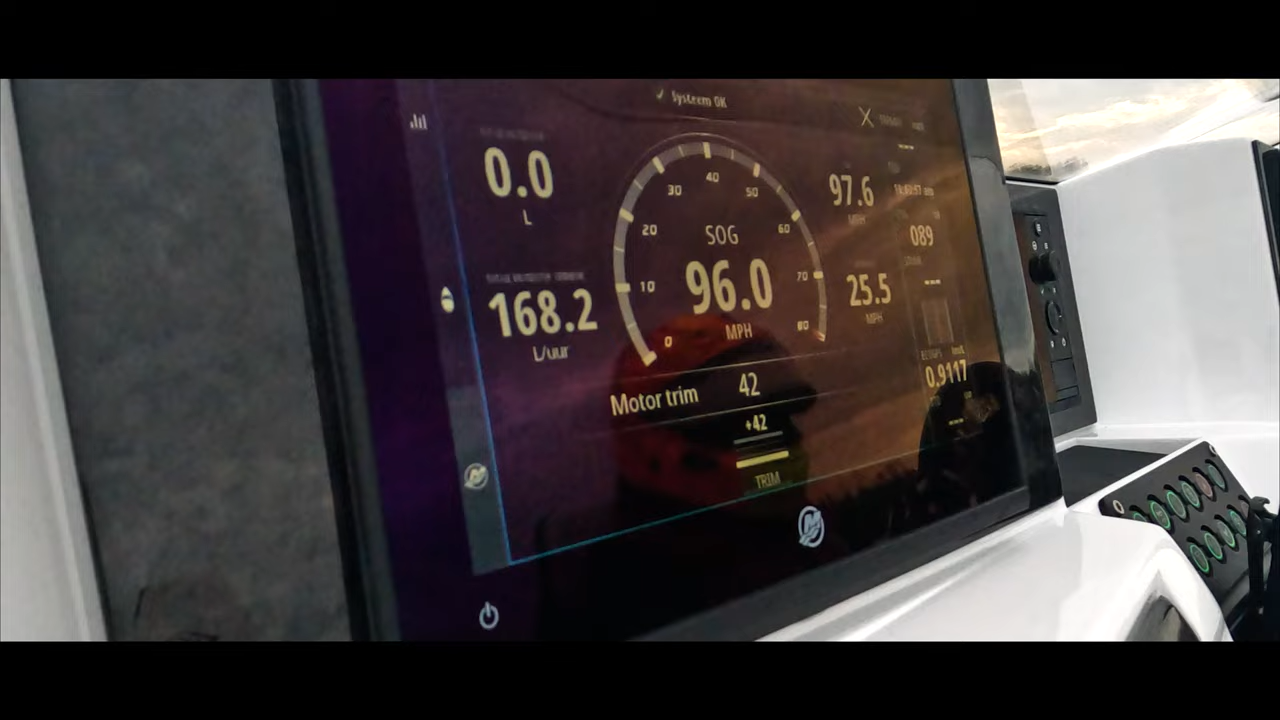 ✓ Systeem OK
0.0
L
168.2
L/uur
0
10
20
30
40
50
60
70
80
SOG
96.0
MPH
Motor trim
42
+42
TRIM
97.6
MPH
25.5
MPH
089
0.9117